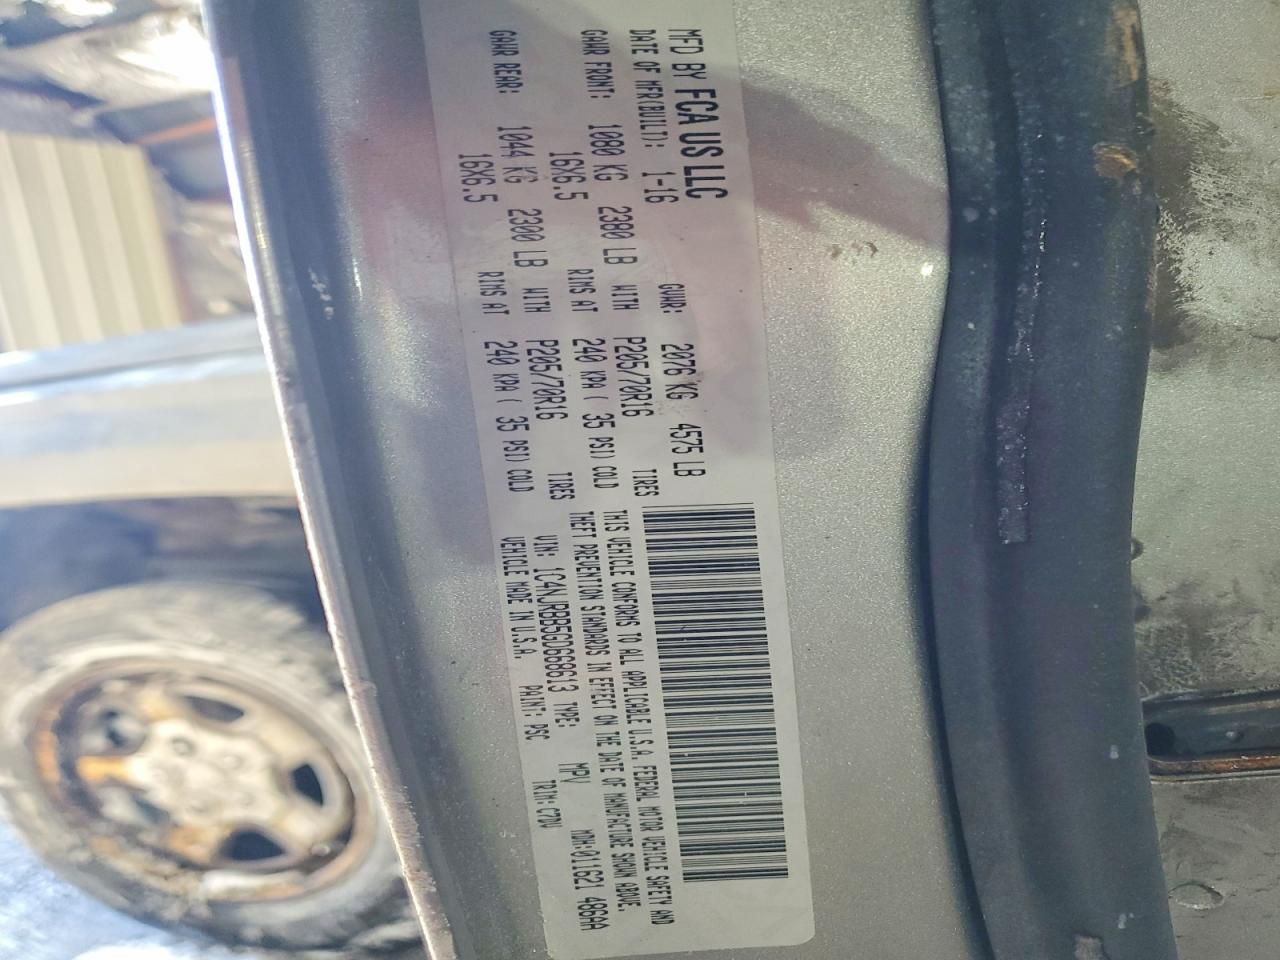 MFD BY FCA US LLC
DATE OF MFR(BUILT): 1-16 GVWR: 2076 KG 4575 LB
GAWR FRONT: 1080 KG 2380 LB WITH P205/70R16 TIRES
16X6.5 RIMS AT 240 KPA ( 35 PSI) COLD
GAWR REAR: 1044 KG 2300 LB WITH P205/70R16 TIRES
16X6.5 RIMS AT 240 KPA ( 35 PSI) COLD
THIS VEHICLE CONFORMS TO ALL APPLICABLE U.S.A. FEDERAL MOTOR VEHICLE SAFETY AND
THEFT PREVENTION STANDARDS IN EFFECT ON THE DATE OF MANUFACTURE SHOWN ABOVE.
VIN: 1C4NJRBB5GD668613 TYPE: MPV MDH:011621 486AA
VEHICLE MADE IN U.S.A. PAINT: PSC TRIM: C7DV